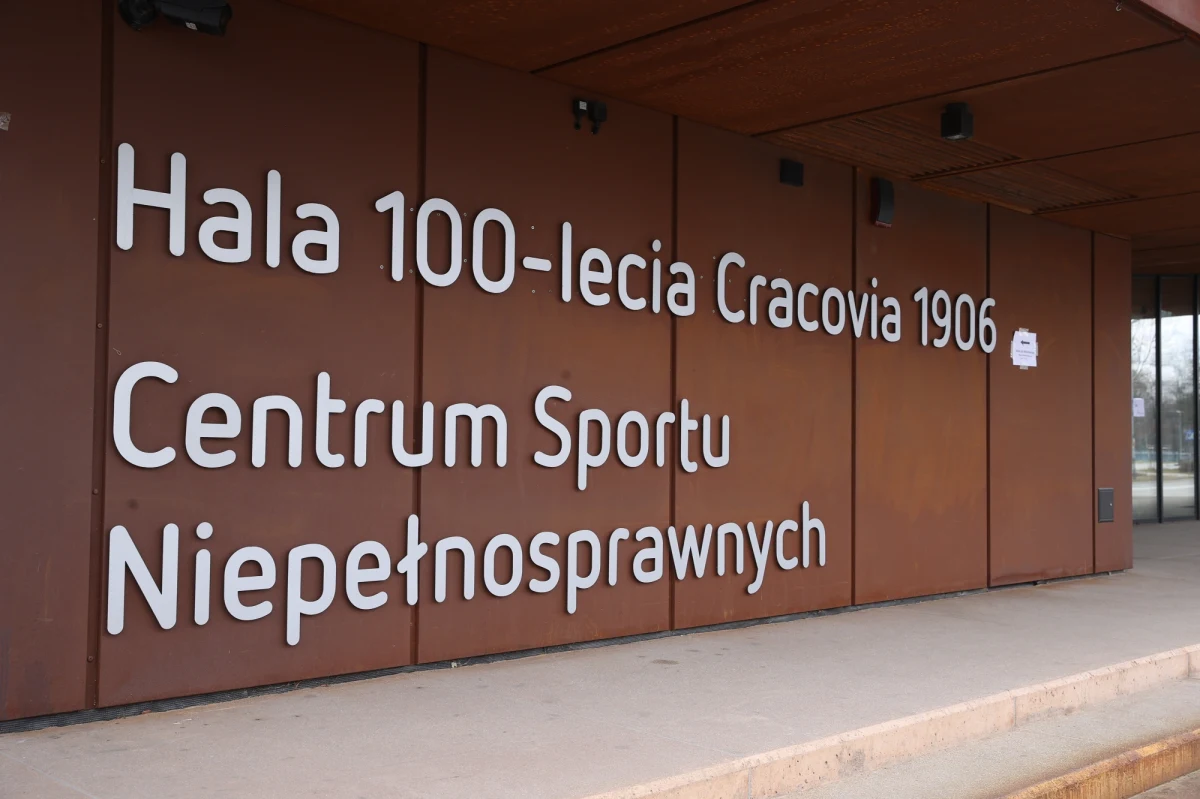 Hala 100-lecia Cracovia 1906
Centrum Sportu
Niepełnosprawnych